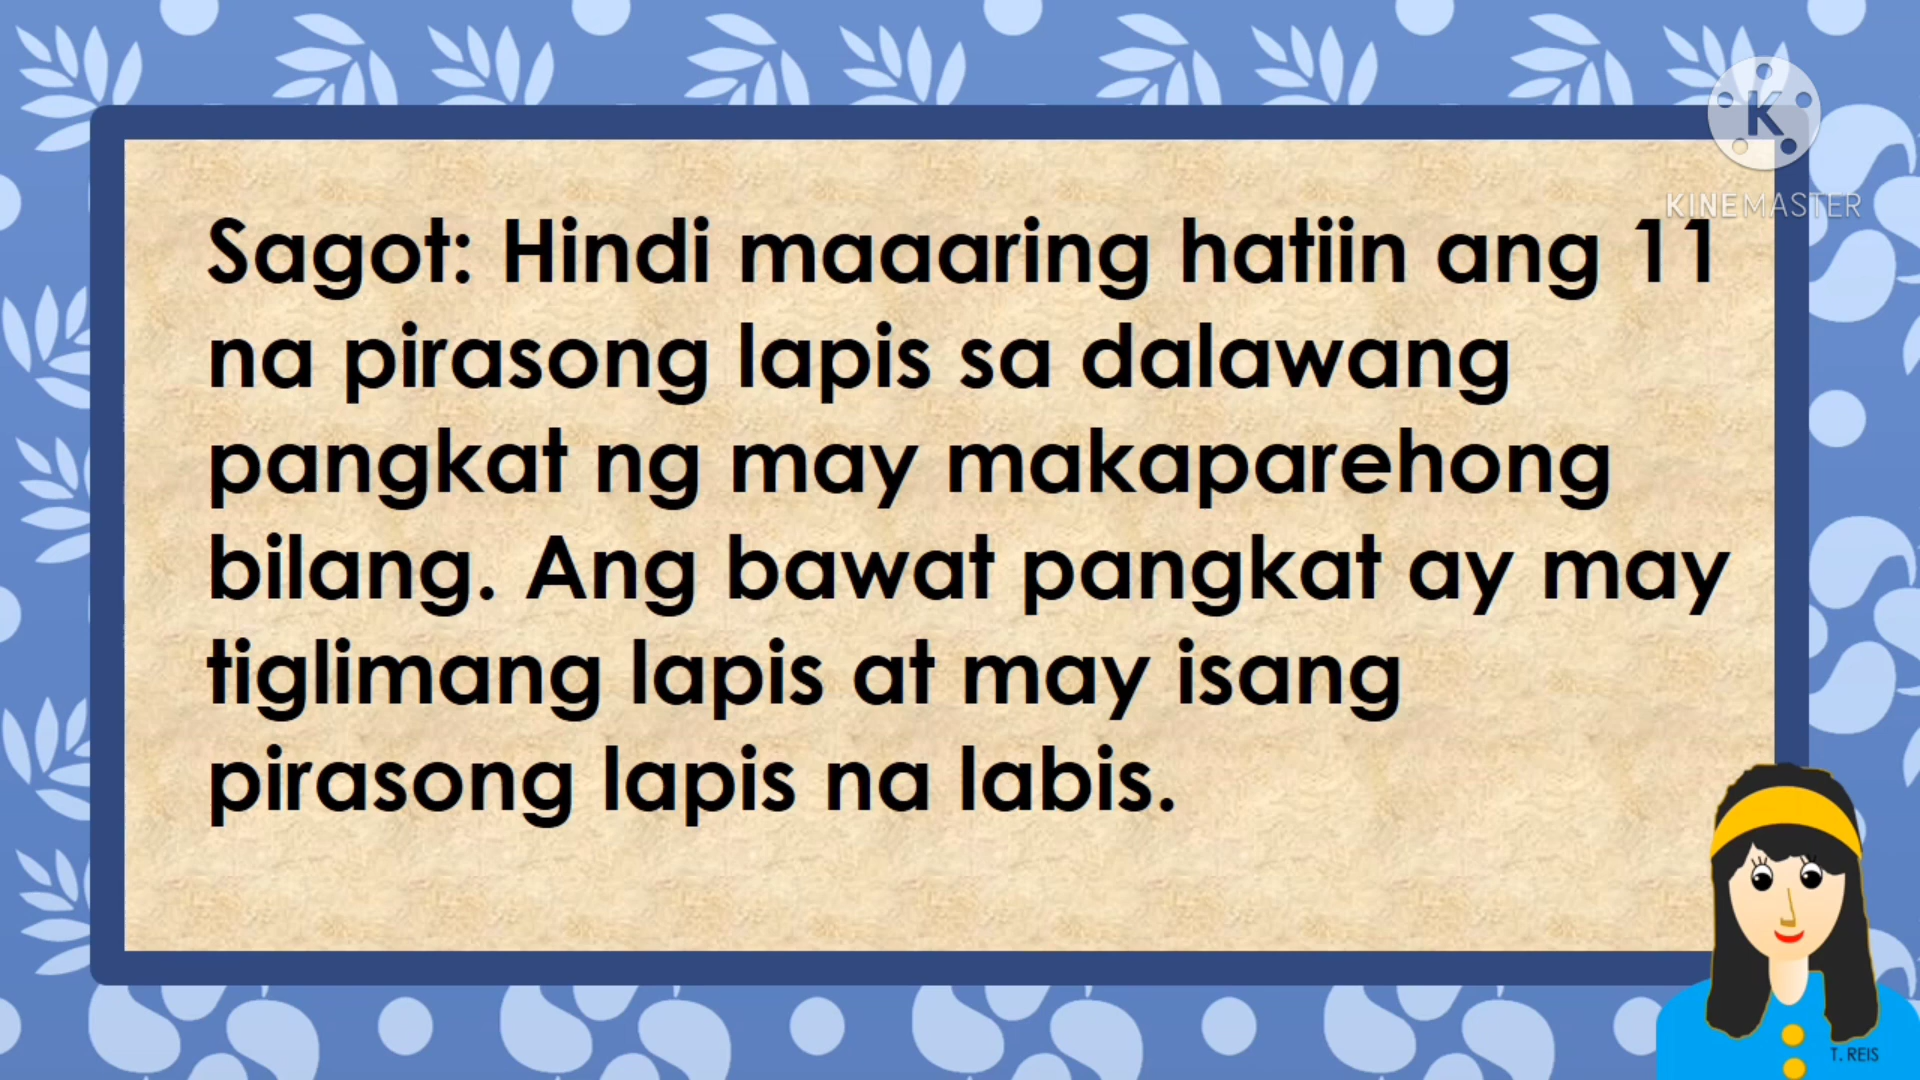 K
KINEMASTER
Sagot: Hindi maaaring hatiin ang 11
na pirasong lapis sa dalawang
pangkat ng may makaparehong
bilang. Ang bawat pangkat ay may
tiglimang lapis at may isang
pirasong lapis na labis.
T. REIS